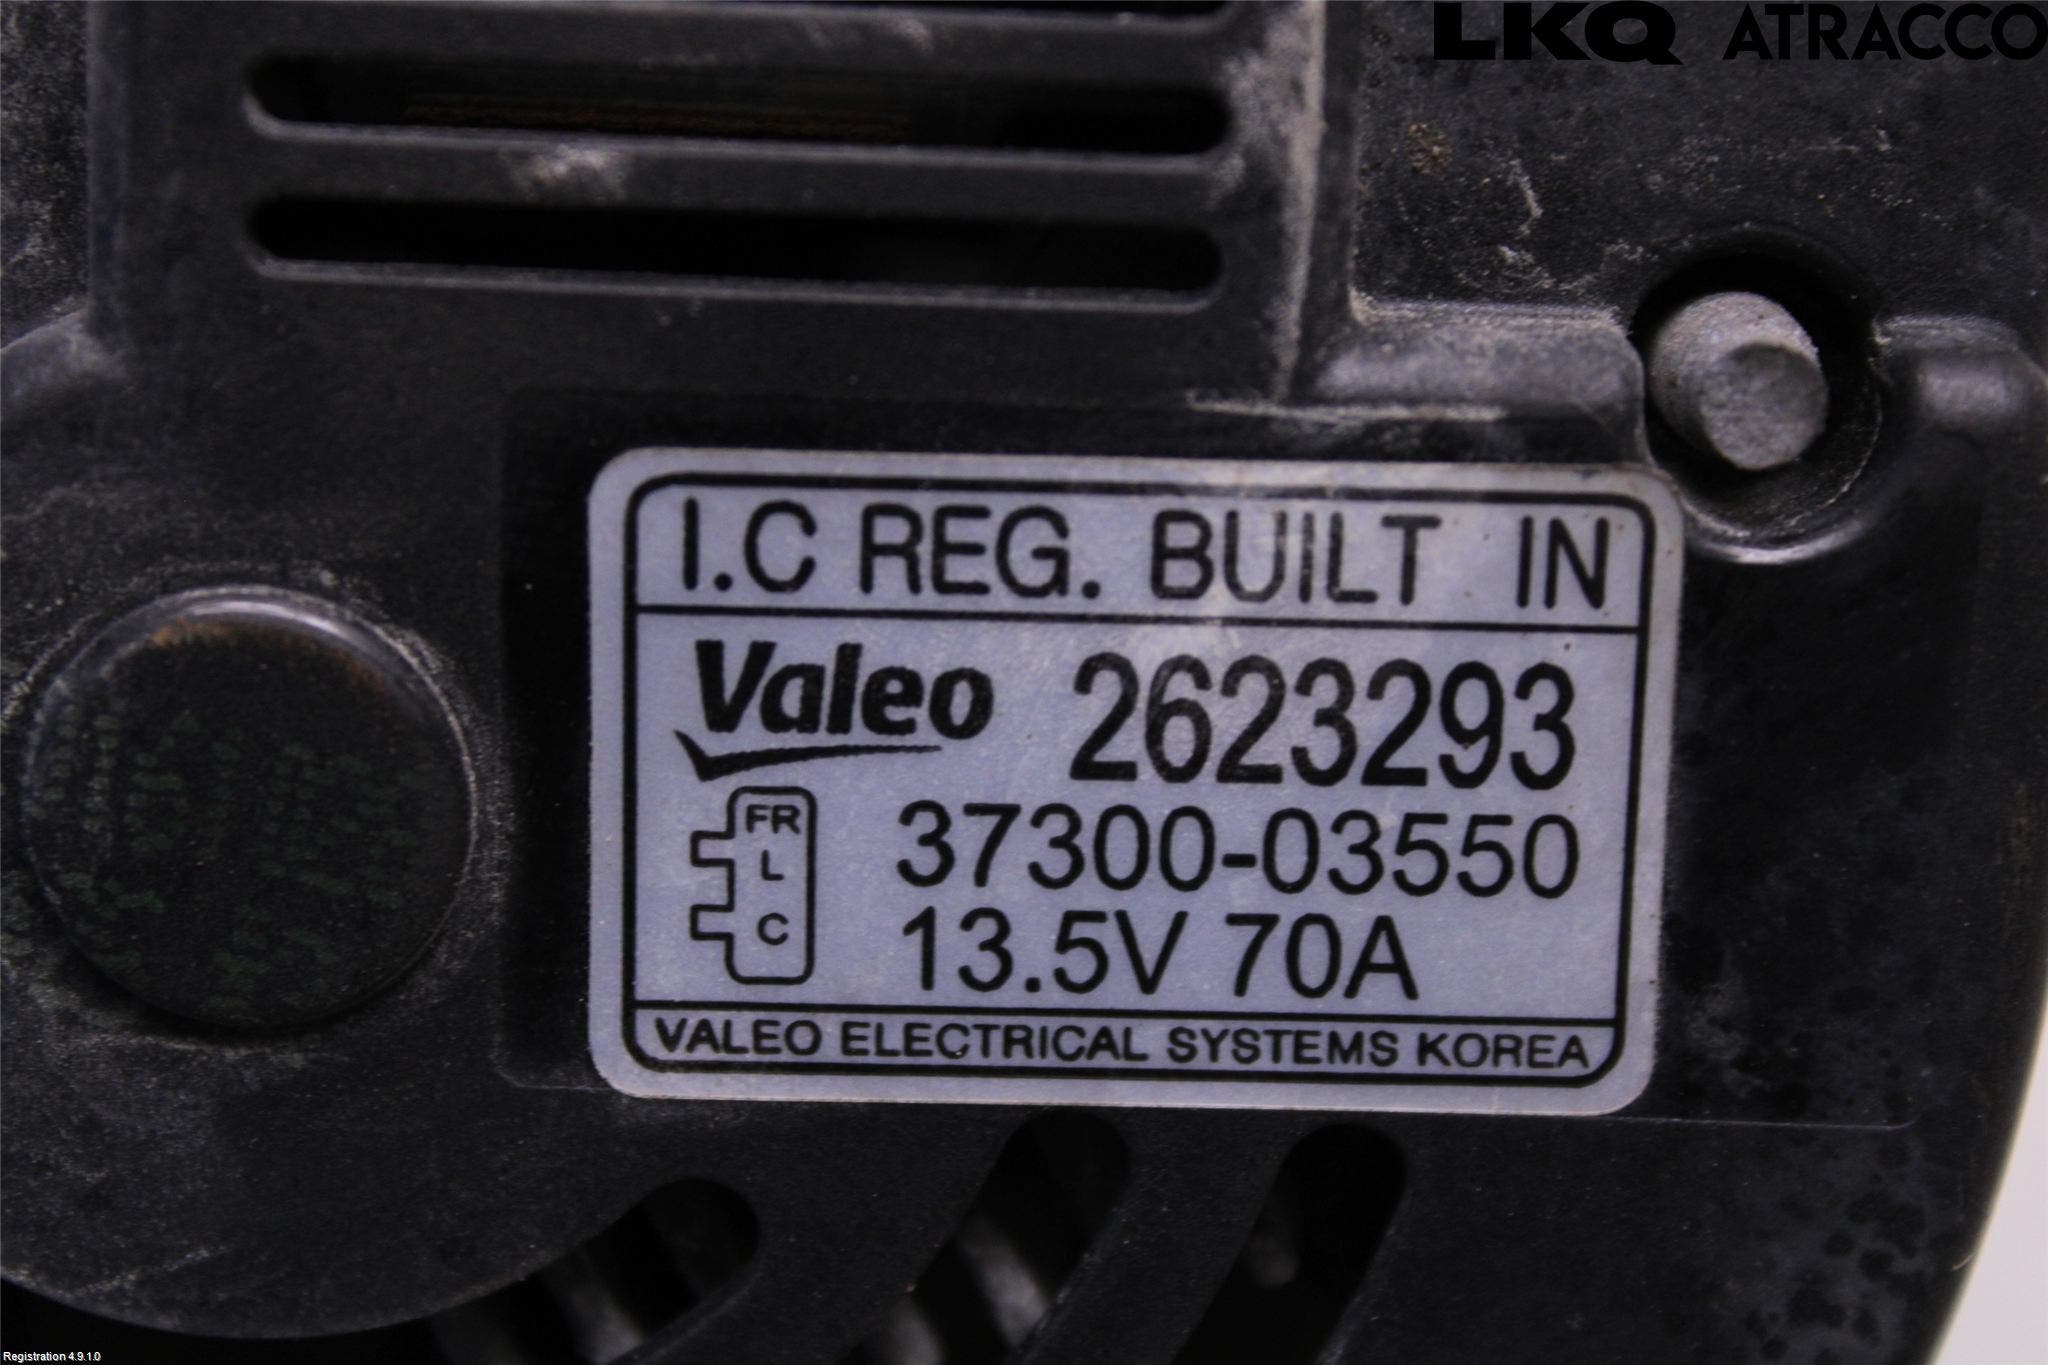 LKQ ATRACCO
I.C REG. BUILT IN
Valeo 2623293
FR
L
C
37300-03550
13.5V 70A
VALEO ELECTRICAL SYSTEMS KOREA
Registration 4.9.1.0